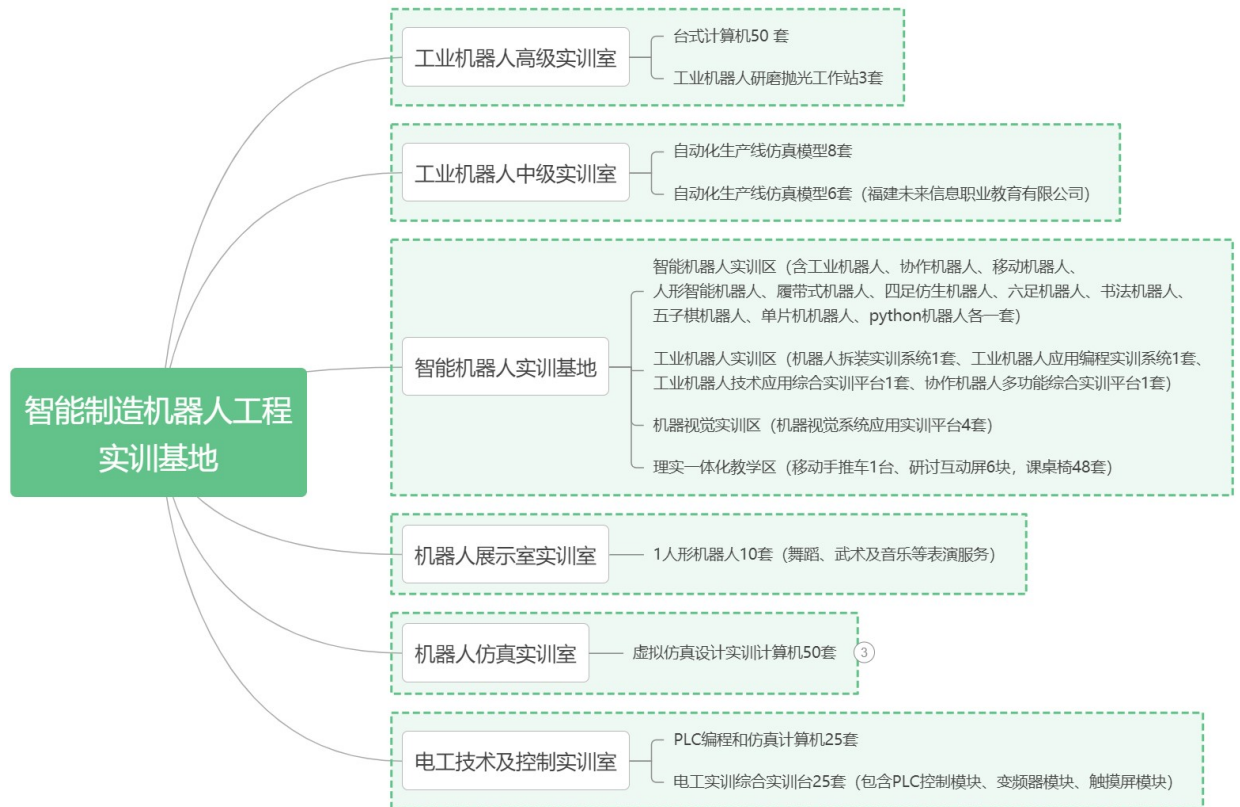 智能制造机器人工程
实训基地
工业机器人高级实训室
台式计算机50 套
工业机器人研磨抛光工作站3套
工业机器人中级实训室
自动化生产线仿真模型8套
自动化生产线仿真模型6套（福建未来信息职业教育有限公司）
智能机器人实训基地
智能机器人实训区（含工业机器人、协作机器人、移动机器人、
人形智能机器人、履带式机器人、四足仿生机器人、六足机器人、书法机器人、
五子棋机器人、单片机机器人、python机器人各一套）
工业机器人实训区（机器人拆装实训系统1套、工业机器人应用编程实训系统1套、
工业机器人技术应用综合实训平台1套、协作机器人多功能综合实训平台1套）
机器视觉实训区（机器视觉系统应用实训平台4套）
理实一体化教学区（移动手推车1台、研讨互动屏6块，课桌椅48套）
机器人展示室实训室
1人形机器人10套（舞蹈、武术及音乐等表演服务）
机器人仿真实训室
虚拟仿真设计实训计算机50套
3
电工技术及控制实训室
PLC编程和仿真计算机25套
电工实训综合实训台25套（包含PLC控制模块、变频器模块、触摸屏模块）